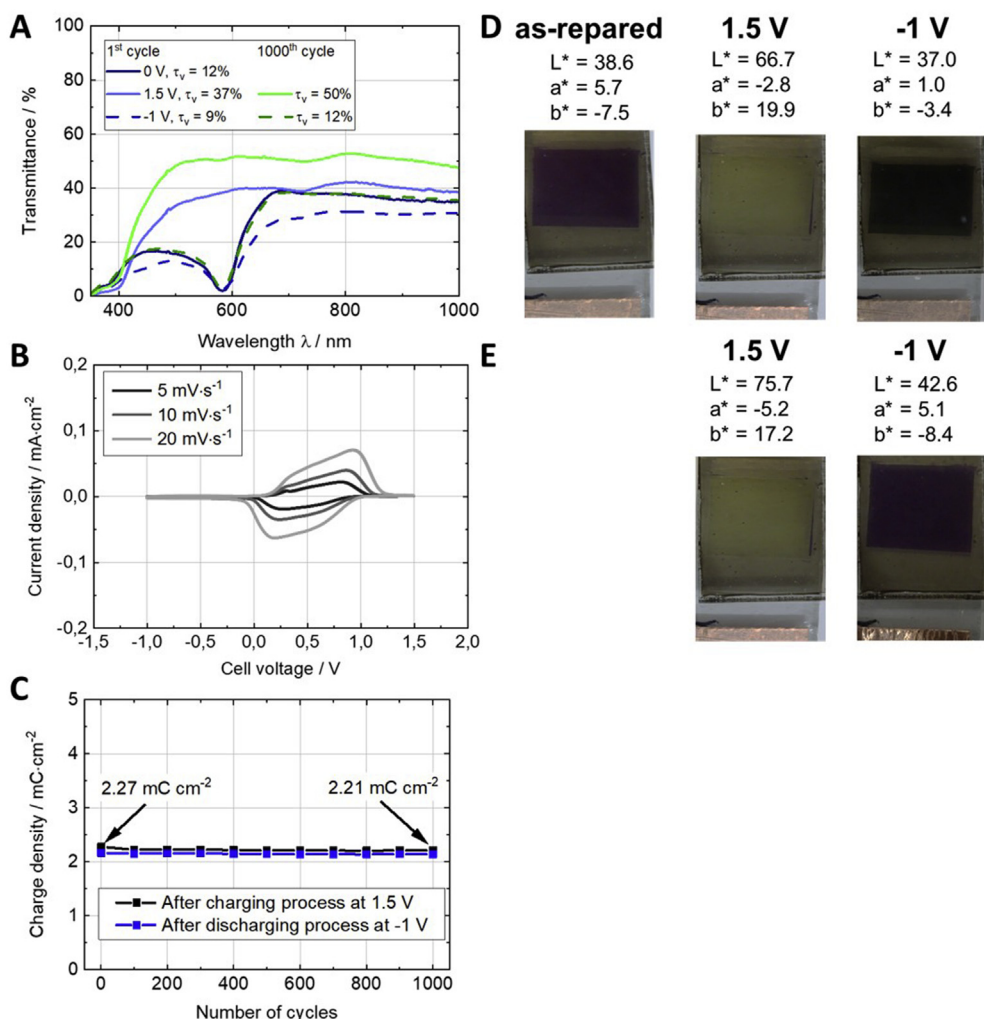 A
100
80
60
40
20
0
Transmittance / %
1st cycle
1000th cycle
0 V, τv = 12%
1.5 V, τv = 37%
τv = 50%
-1 V, τv = 9%
τv = 12%
400
600
800
1000
Wavelength λ / nm
B
0,2
0,1
0,0
-0,1
-0,2
Current density / mA·cm-2
5 mV·s-1
10 mV·s-1
20 mV·s-1
-1,5
-1,0
-0,5
0,0
0,5
1,0
1,5
2,0
Cell voltage / V
C
5
4
3
2
1
0
Charge density / mC·cm-2
2.27 mC cm-2
2.21 mC cm-2
After charging process at 1.5 V
After discharging process at -1 V
0
200
400
600
800
1000
Number of cycles
D
as-repared
L* = 38.6
a* = 5.7
b* = -7.5
1.5 V
L* = 66.7
a* = -2.8
b* = 19.9
-1 V
L* = 37.0
a* = 1.0
b* = -3.4
E
1.5 V
L* = 75.7
a* = -5.2
b* = 17.2
-1 V
L* = 42.6
a* = 5.1
b* = -8.4